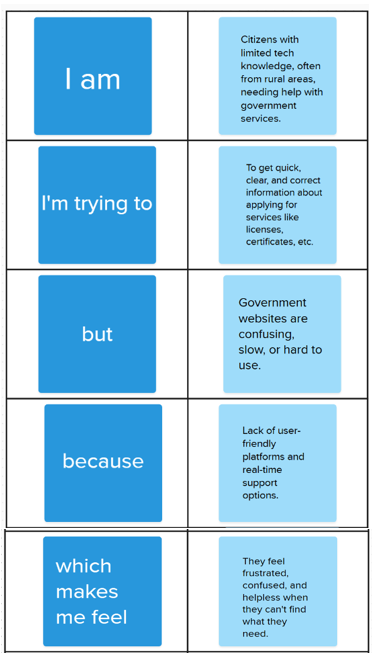 I am
Citizens with
limited tech
knowledge, often
from rural areas,
needing help with
government
services.
I'm trying to
To get quick,
clear, and correct
information about
applying for
services like
licenses,
certificates, etc.
but
Government
websites are
confusing,
slow, or hard to
use.
because
Lack of user-
friendly
platforms and
real-time
support
options.
which
makes
me feel
They feel
frustrated,
confused, and
helpless when
they can't find
what they
need.